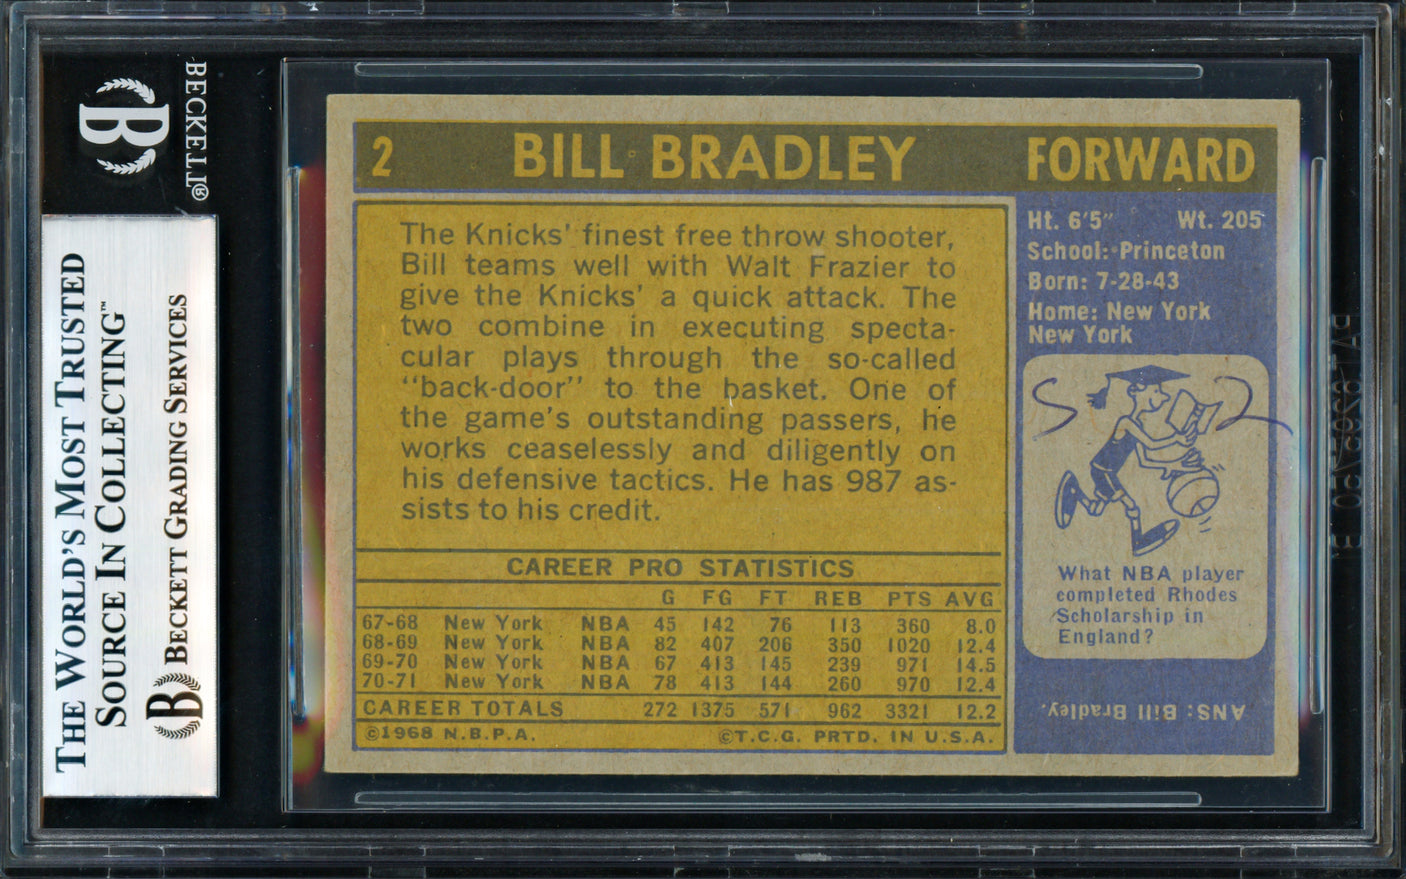 BECKETT®
THE WORLD'S MOST TRUSTED
SOURCE IN COLLECTING™
BECKETT GRADING SERVICES
B
B
2 BILL BRADLEY FORWARD
The Knicks' finest free throw shooter,
Bill teams well with Walt Frazier to
give the Knicks' a quick attack. The
two combine in executing specta-
cular plays through the so-called
"back-door" to the basket. One of
the game's outstanding passers, he
works ceaselessly and diligently on
his defensive tactics. He has 987 as-
sists to his credit.
CAREER PRO STATISTICS
G FG FT REB PTS AVG
67-68 New York NBA 45 142 76 113 360 8.0
68-69 New York NBA 82 407 206 350 1020 12.4
69-70 New York NBA 67 413 145 239 971 14.5
70-71 New York NBA 78 413 144 260 970 12.4
CAREER TOTALS 272 1375 571 962 3321 12.2
©1968 N.B.P.A. ©T.C.G. PRTD. IN U.S.A.
Ht. 6'5" Wt. 205
School: Princeton
Born: 7-28-43
Home: New York
New York
What NBA player
completed Rhodes
Scholarship in
England?
ANS: Bill Bradley.